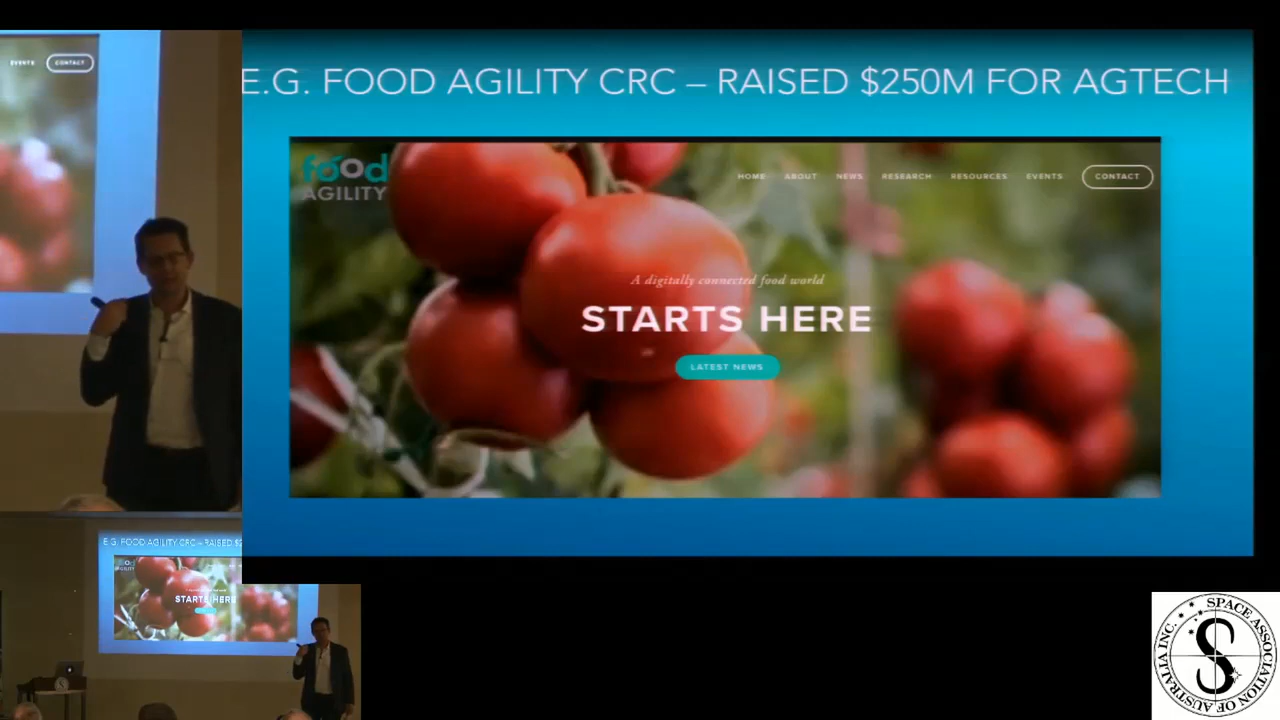 EVENTS CONTACT
E.G. FOOD AGILITY CRC – RAISED $250M FOR AGTECH
food
AGILITY
HOME ABOUT NEWS RESEARCH RESOURCES EVENTS CONTACT
A digitally connected food world
STARTS HERE
LATEST NEWS
E.G. FOOD AGILITY CRC – RAISED $2
STARTS HERE
SPACE ASSOCIATION OF AUSTRALIA INC.
S